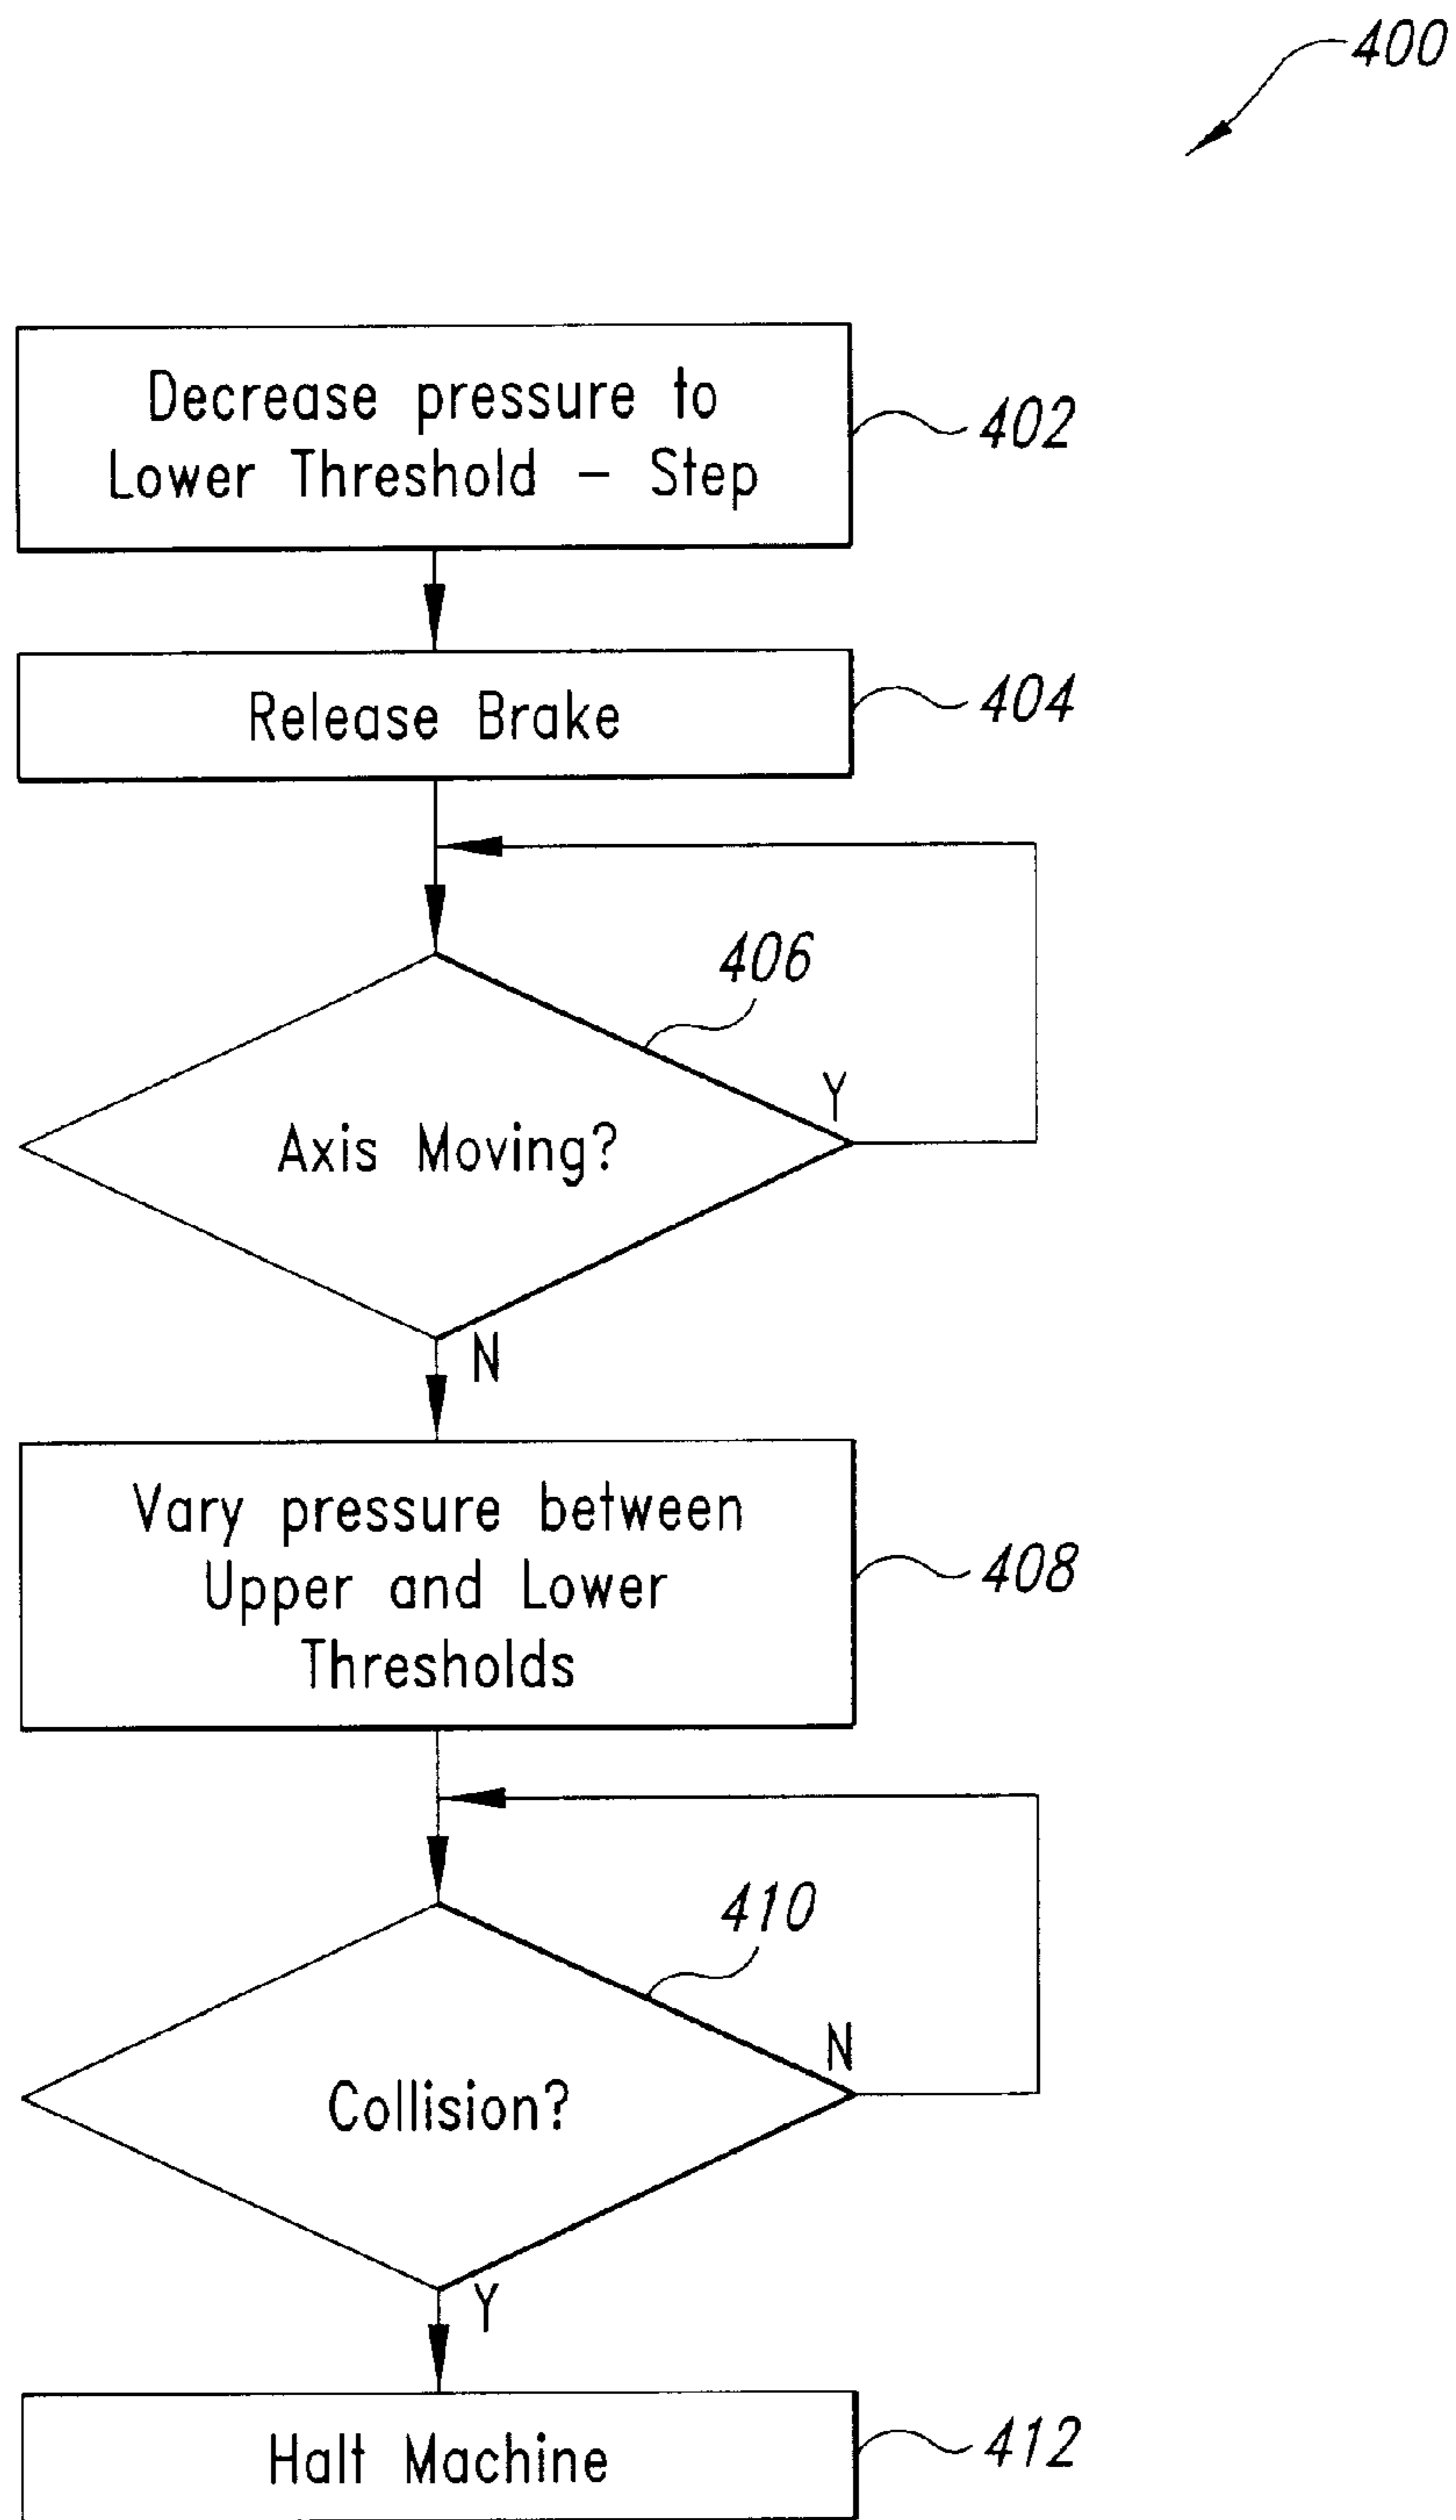 400
Decrease pressure to
Lower Threshold – Step
402
Release Brake
404
406
Y
Axis Moving?
N
Vary pressure between
Upper and Lower
Thresholds
408
410
N
Collision?
Y
Halt Machine
412